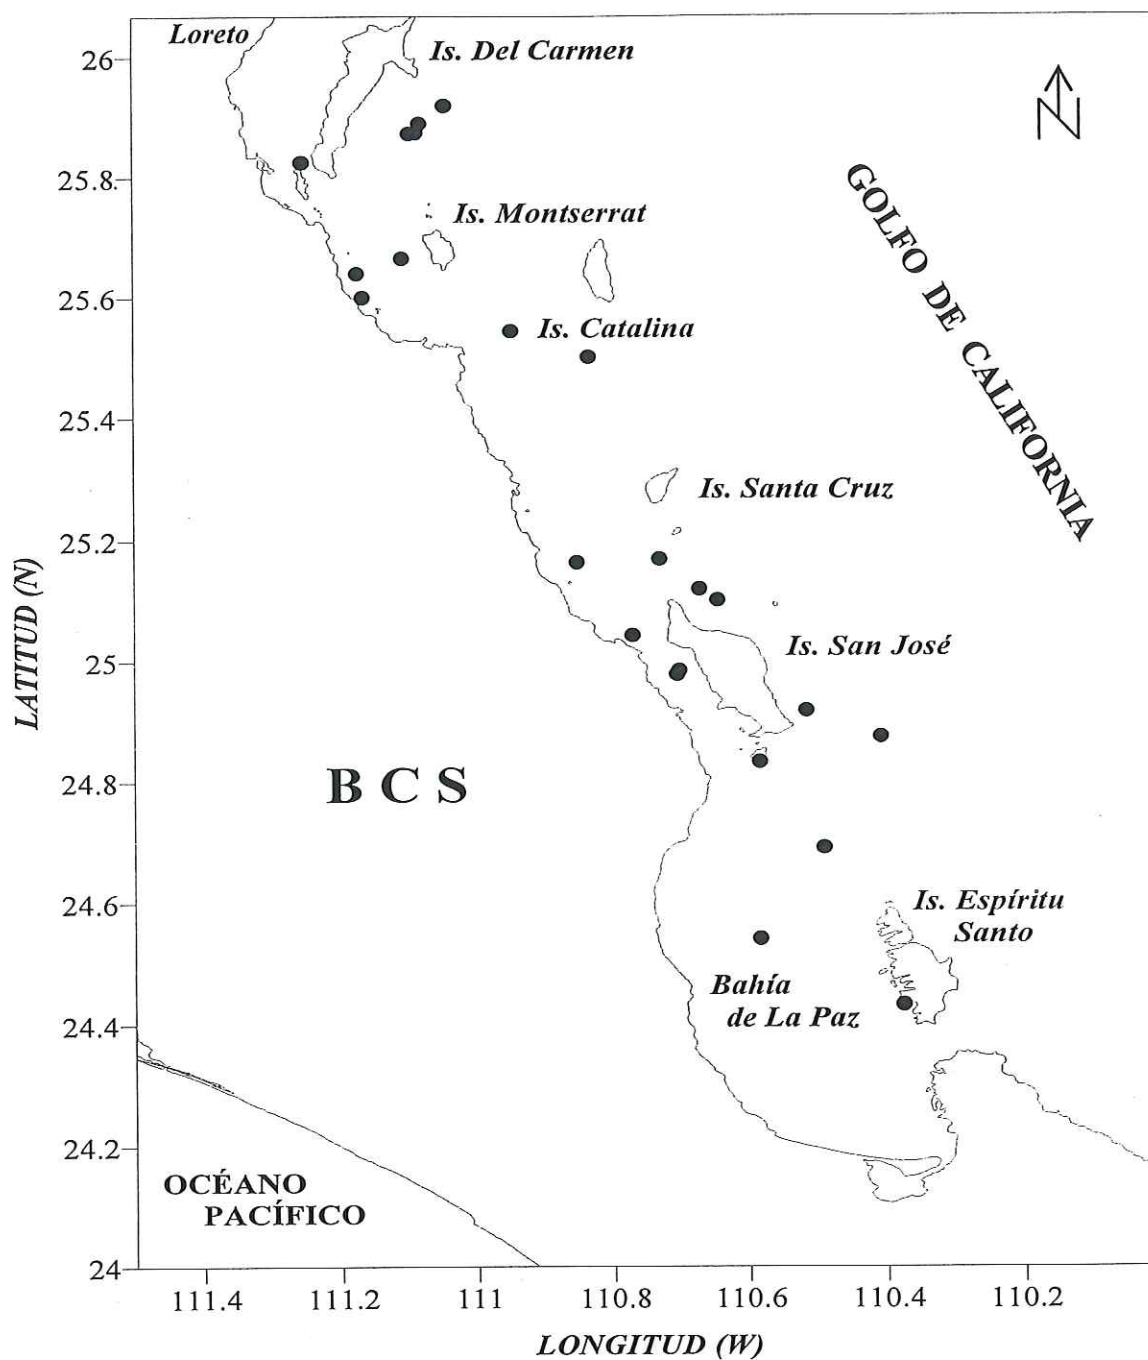 Loreto
Is. Del Carmen
26
25.8
Is. Montserrat
GOLFO DE CALIFORNIA
25.6
Is. Catalina
25.4
Is. Santa Cruz
25.2
Is. San José
25
LATITUD (N)
B C S
24.8
24.6
Is. Espíritu
Santo
Bahía
de La Paz
24.4
24.2
OCÉANO
PACÍFICO
24
111.4 111.2 111 110.8 110.6 110.4 110.2
LONGITUD (W)
N